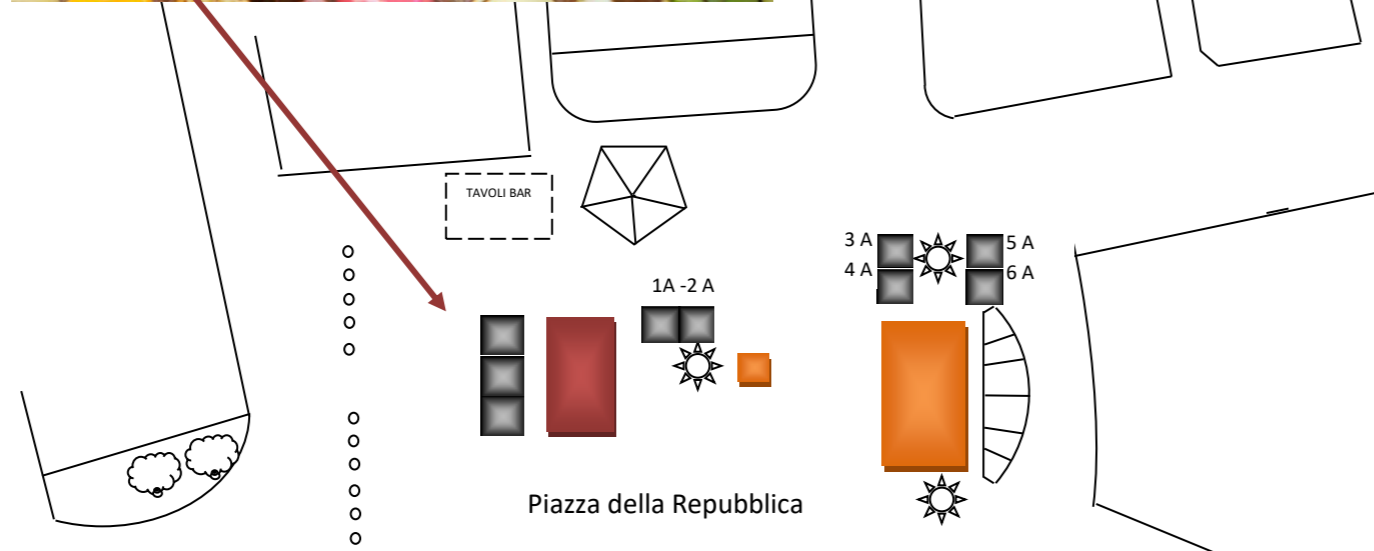 TAVOLI BAR
3 A
5 A
4 A
6 A
1A -2 A
Piazza della Repubblica